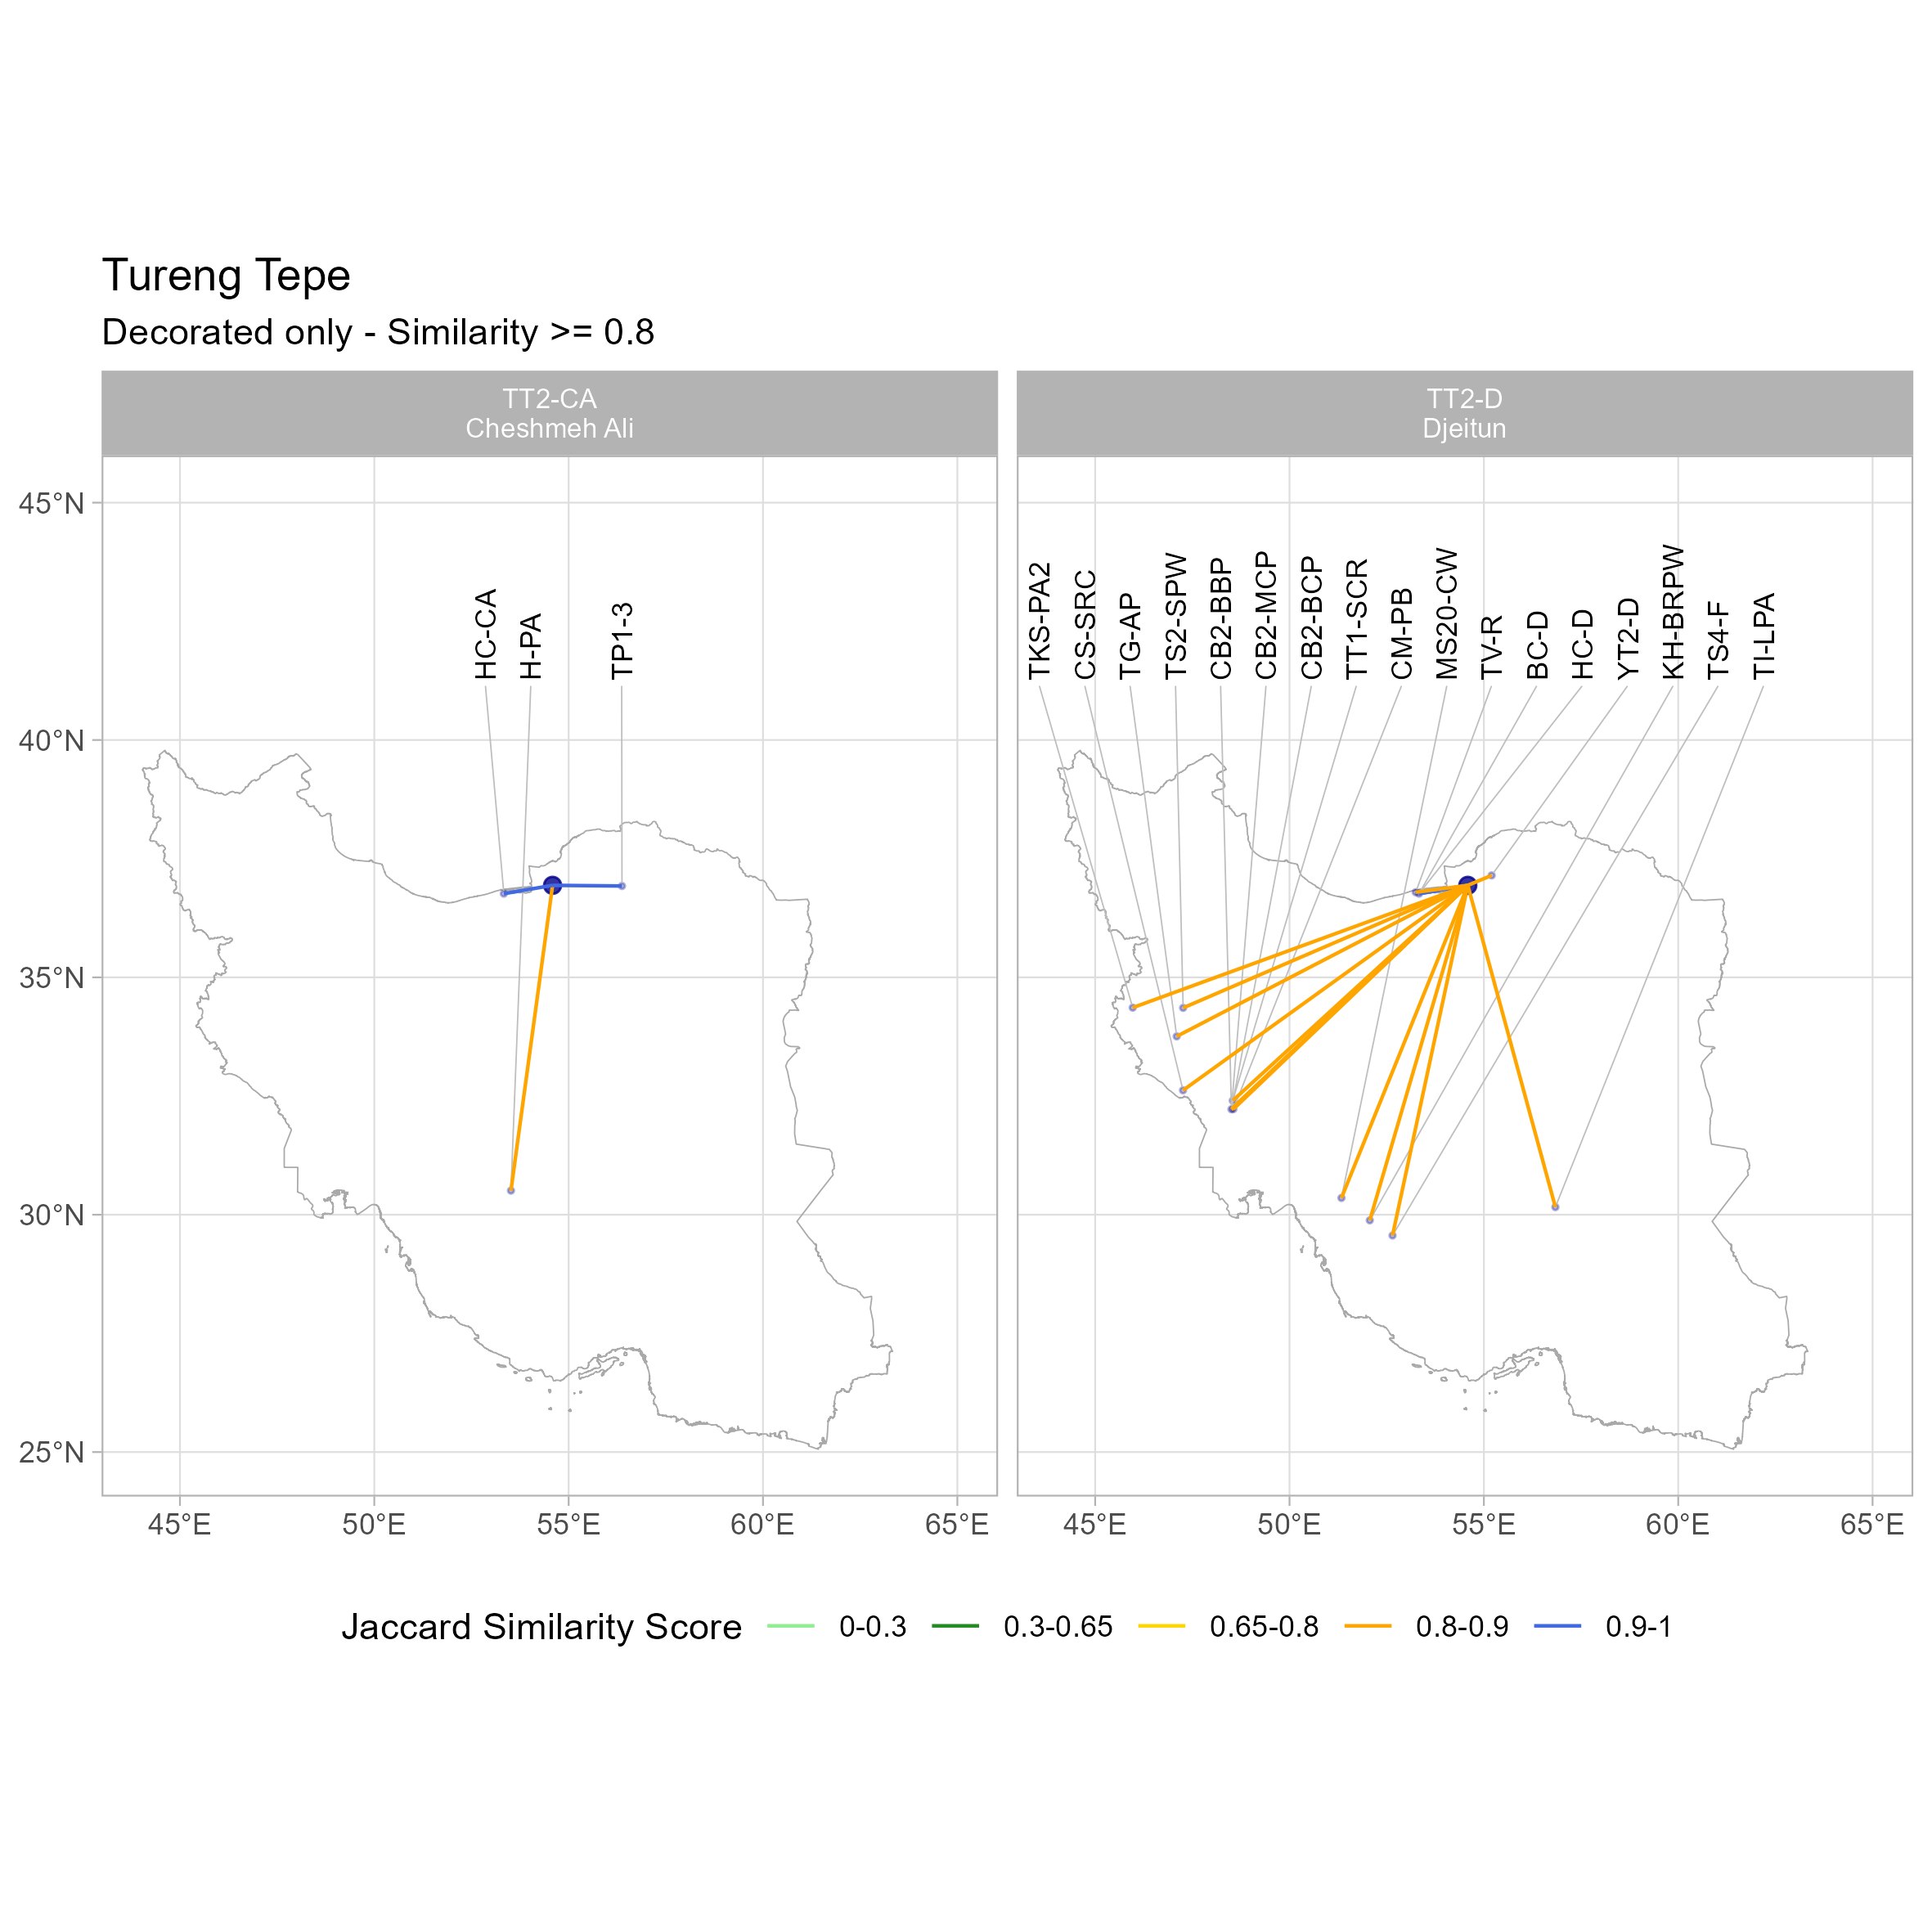 Tureng Tepe
Decorated only - Similarity >= 0.8
TT2-CA
Cheshmeh Ali
TT2-D
Djeitun
HC-CA
H-PA
TP1-3
TKS-PA2
CS-SRC
TG-AP
TS2-SPW
CB2-BBP
CB2-MCP
CB2-BCP
TT1-SCR
CM-PB
MS20-CW
TV-R
BC-D
HC-D
YT2-D
KH-BRPW
TS4-F
TI-LPA
45°N
40°N
35°N
30°N
25°N
45°E 50°E 55°E 60°E 65°E
45°E 50°E 55°E 60°E 65°E
Jaccard Similarity Score 0-0.3 0.3-0.65 0.65-0.8 0.8-0.9 0.9-1